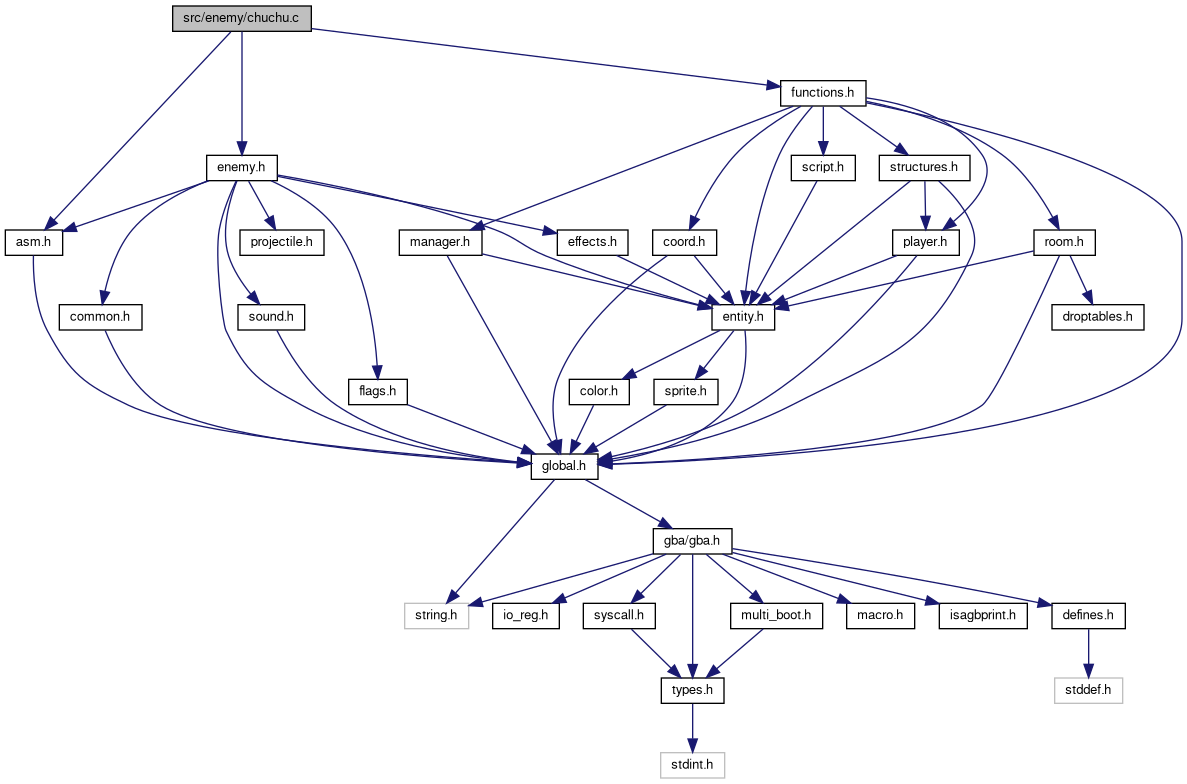 src/enemy/chuchu.c
functions.h
enemy.h
script.h
structures.h
asm.h
projectile.h
manager.h
effects.h
coord.h
player.h
room.h
common.h
sound.h
entity.h
droptables.h
flags.h
color.h
sprite.h
global.h
gba/gba.h
string.h
io_reg.h
syscall.h
multi_boot.h
macro.h
isagbprint.h
defines.h
types.h
stddef.h
stdint.h